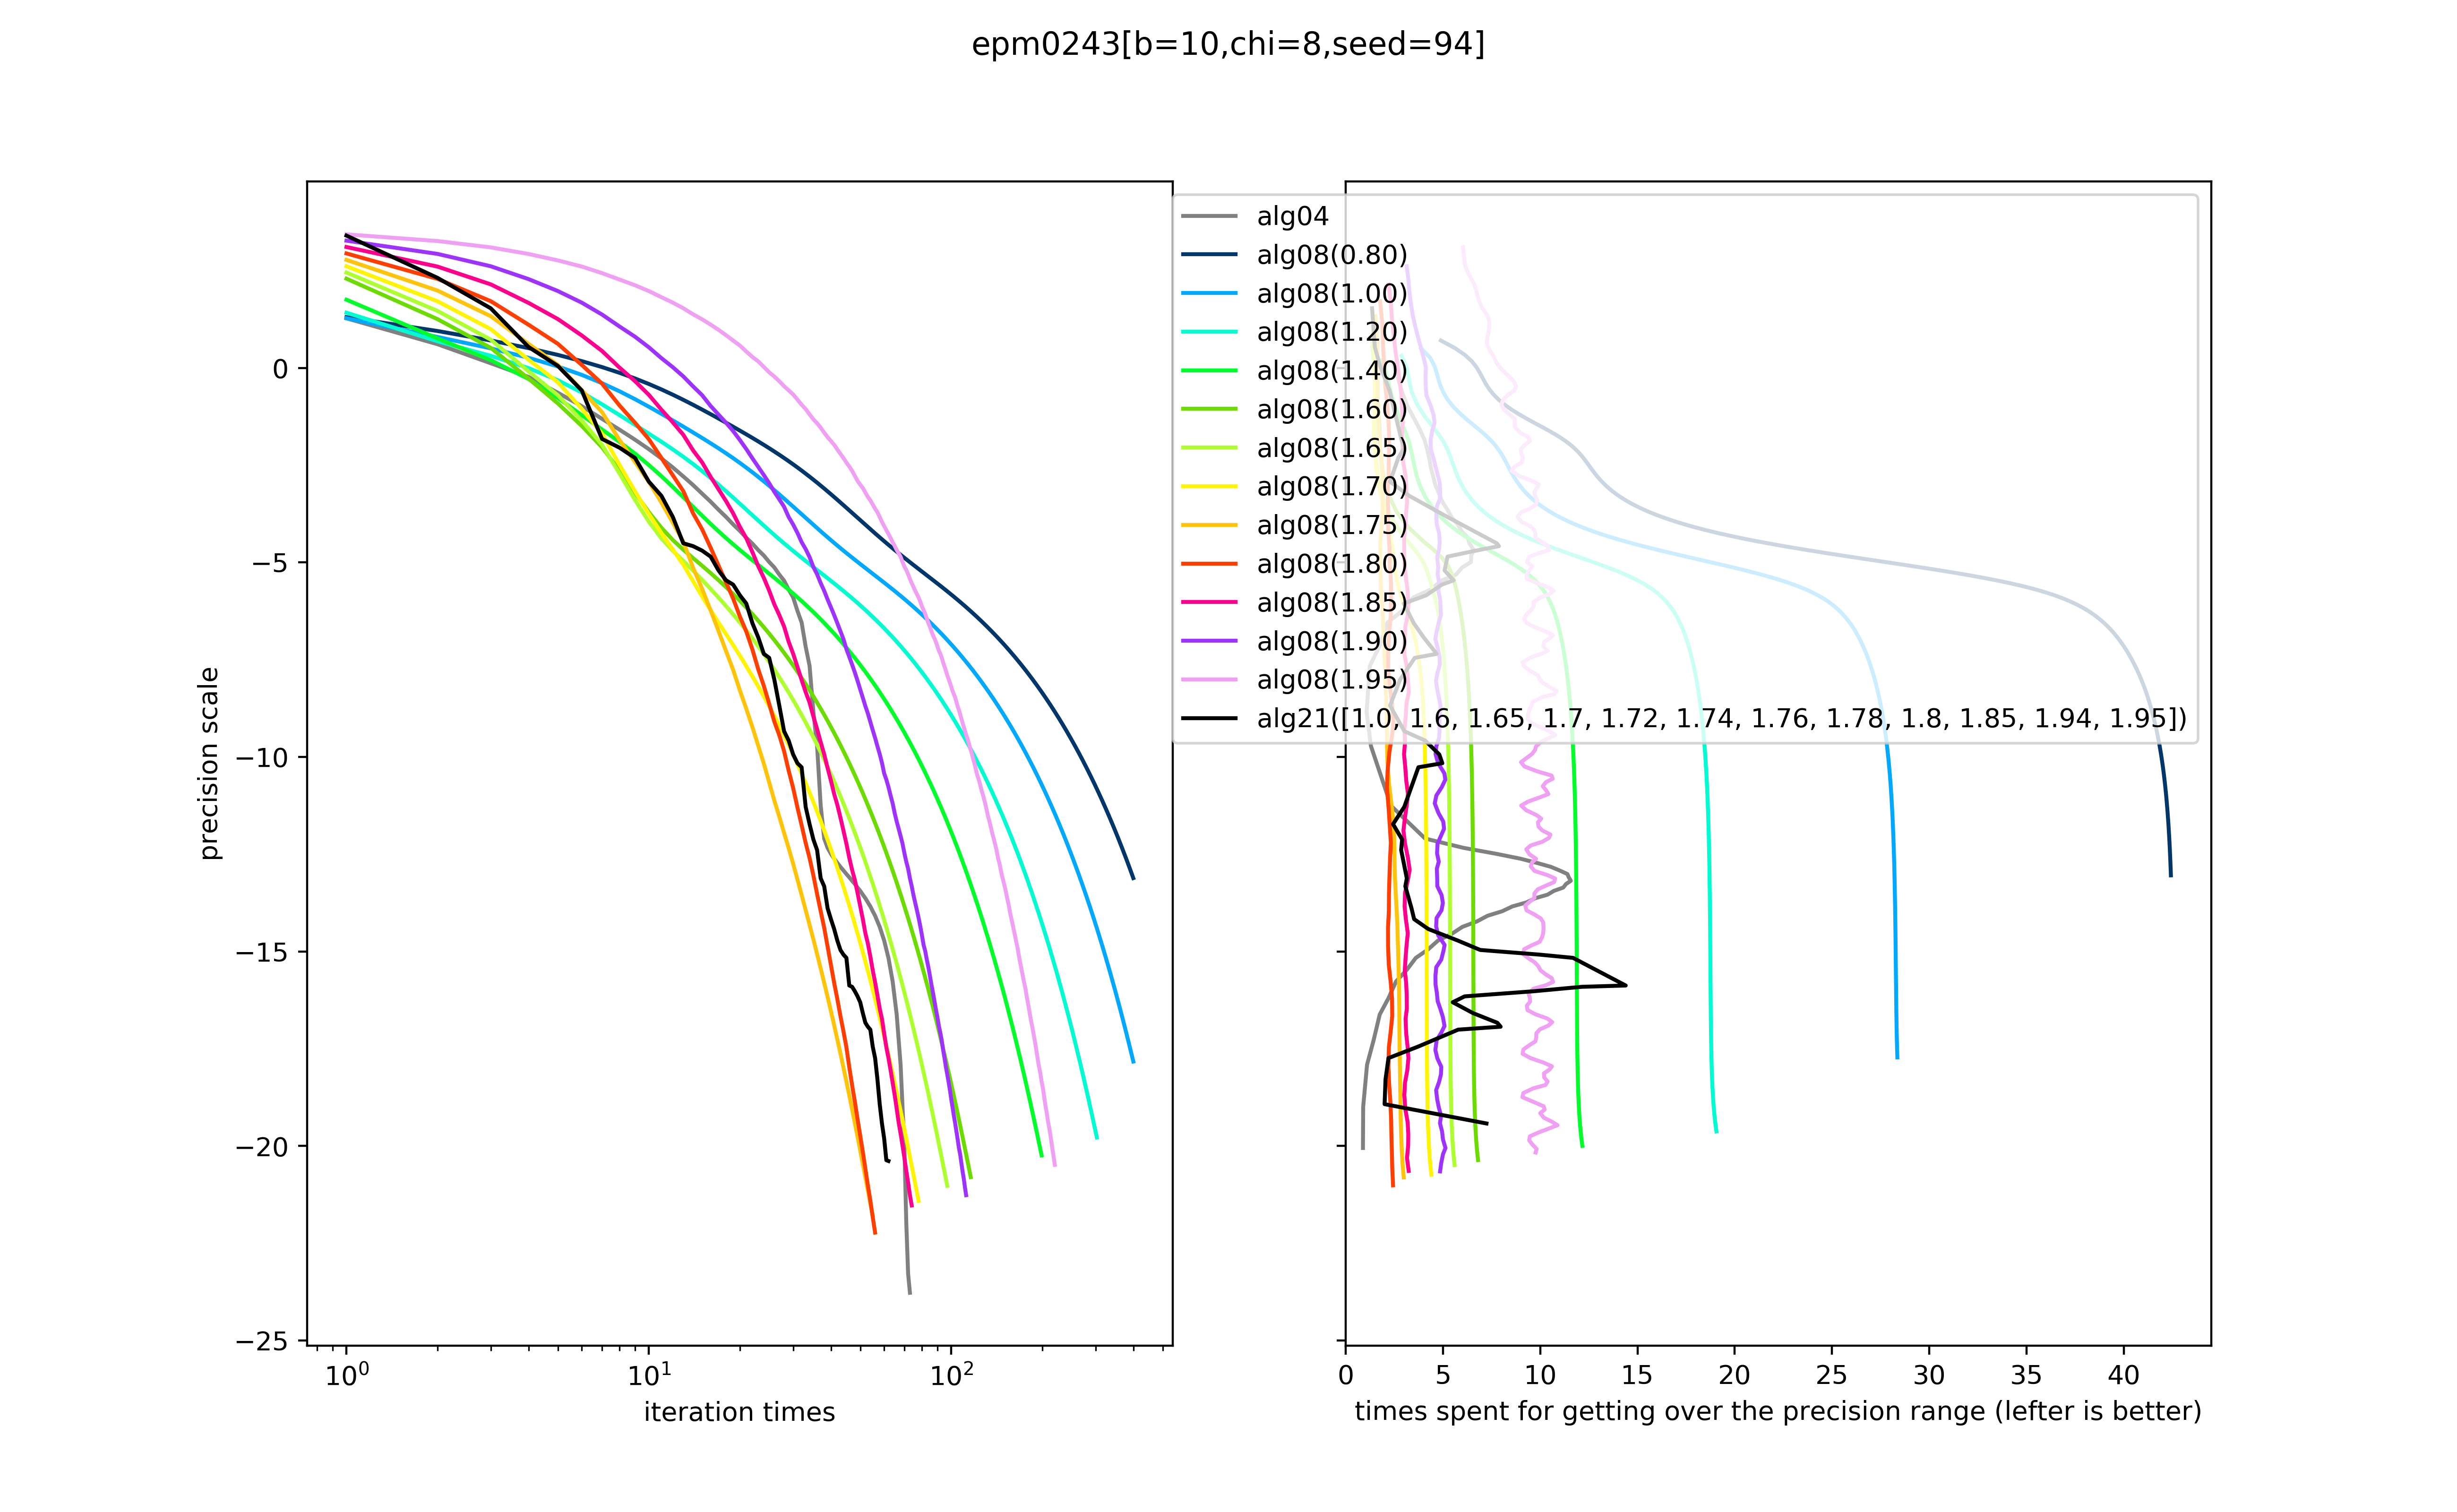 epm0243[b=10,chi=8,seed=94]
precision scale
0
−5
−10
−15
−20
−25
10⁰ 10¹ 10²
iteration times
alg04
alg08(0.80)
alg08(1.00)
alg08(1.20)
alg08(1.40)
alg08(1.60)
alg08(1.65)
alg08(1.70)
alg08(1.75)
alg08(1.80)
alg08(1.85)
alg08(1.90)
alg08(1.95)
alg21([1.0, 1.6, 1.65, 1.7, 1.72, 1.74, 1.76, 1.78, 1.8, 1.85, 1.94, 1.95])
0 5 10 15 20 25 30 35 40
times spent for getting over the precision range (lefter is better)